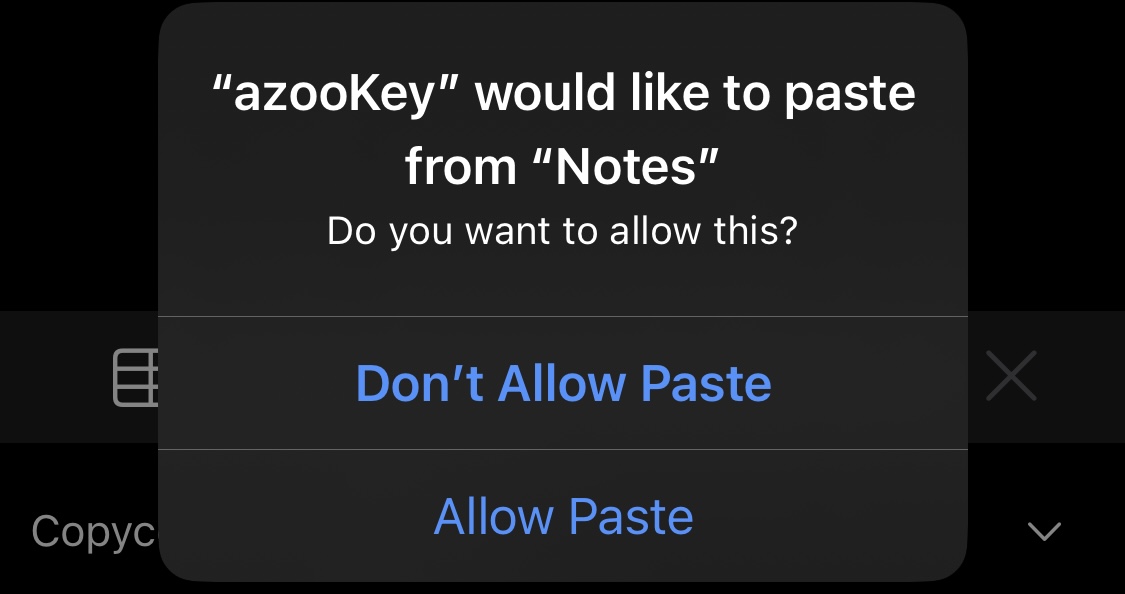 “azooKey” would like to paste
from “Notes”
Do you want to allow this?
Don’t Allow Paste
Allow Paste
Copyc